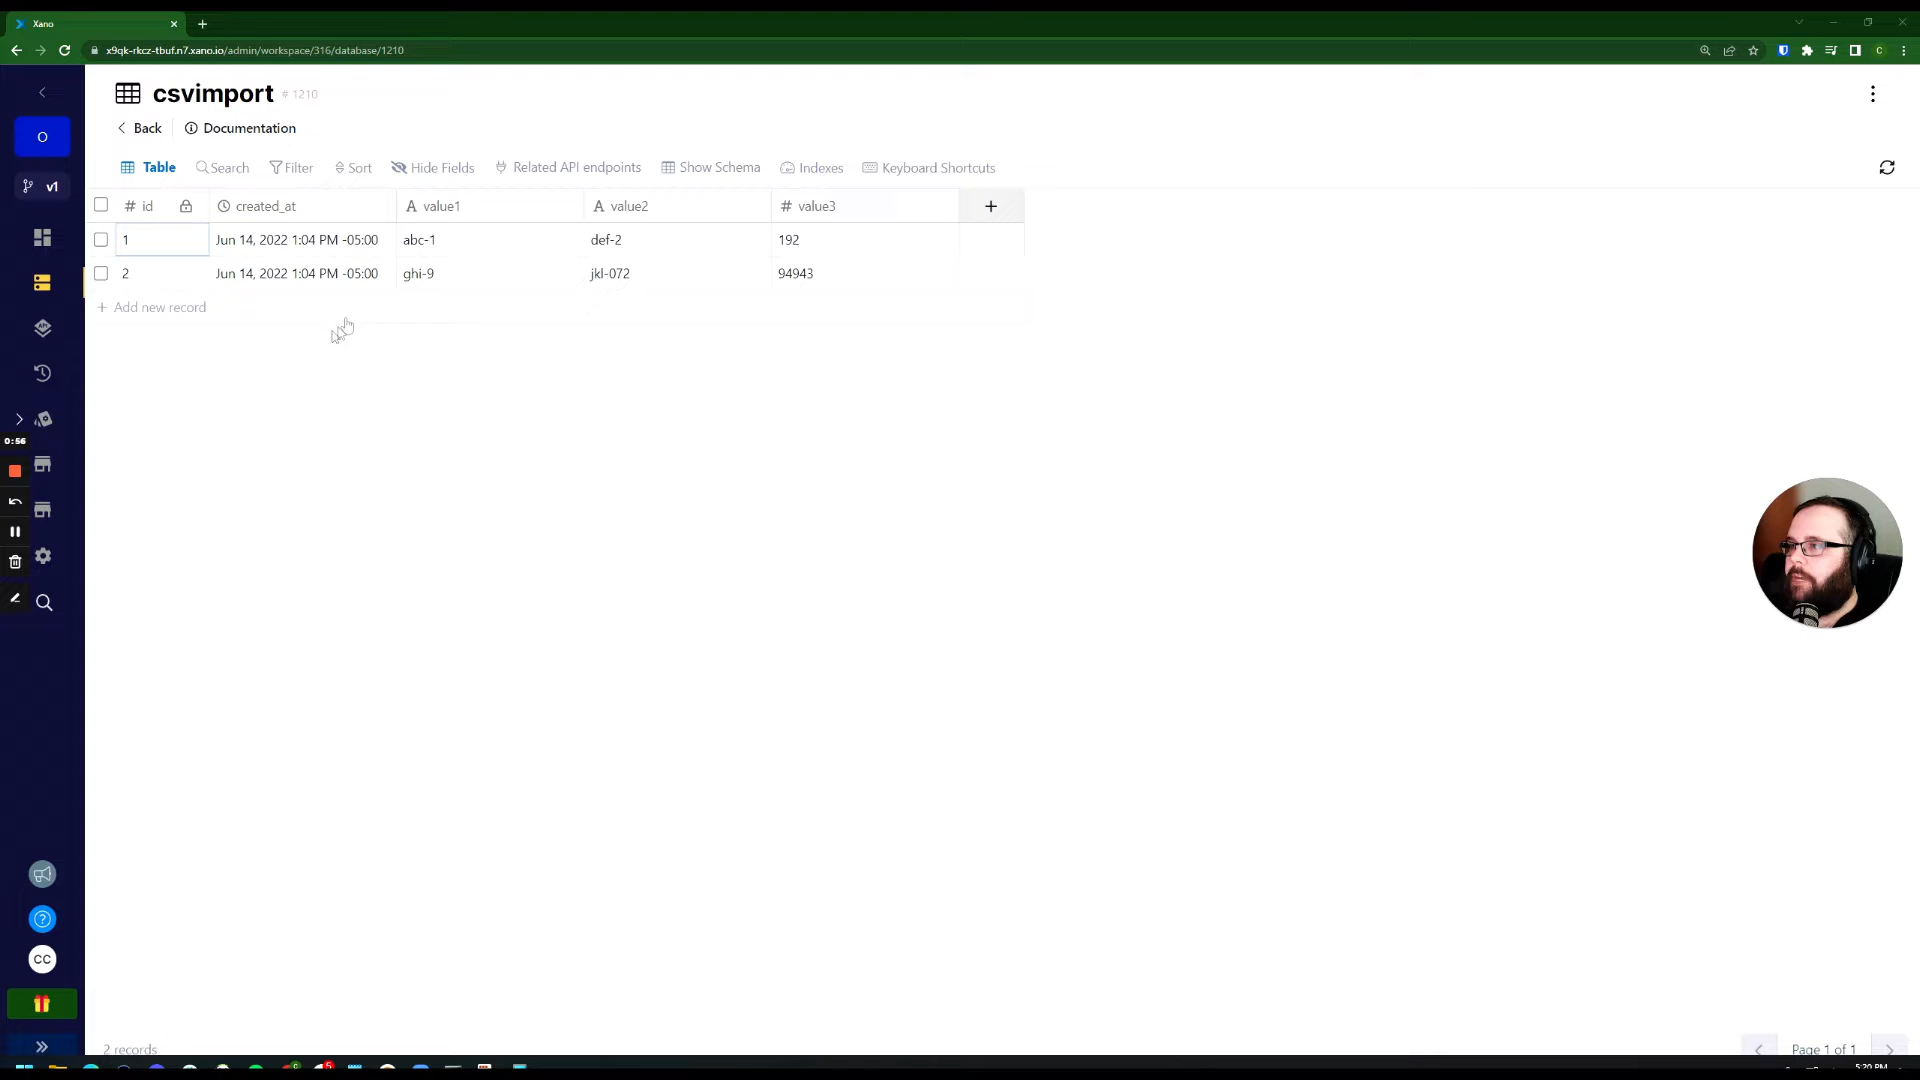 Xano
x9qk-rkcz-tbuf.n7.xano.io/admin/workspace/316/database/1210
C
csvimport # 1210
Back Documentation
O
v1
Table Search Filter Sort Hide Fields Related API endpoints Show Schema Indexes Keyboard Shortcuts
# id created_at A value1 A value2 # value3 +
1 Jun 14, 2022 1:04 PM -05:00 abc-1 def-2 192
2 Jun 14, 2022 1:04 PM -05:00 ghi-9 jkl-072 94943
+ Add new record
0:56
?
CC
2 records
Page 1 of 1
5
5:20 PM